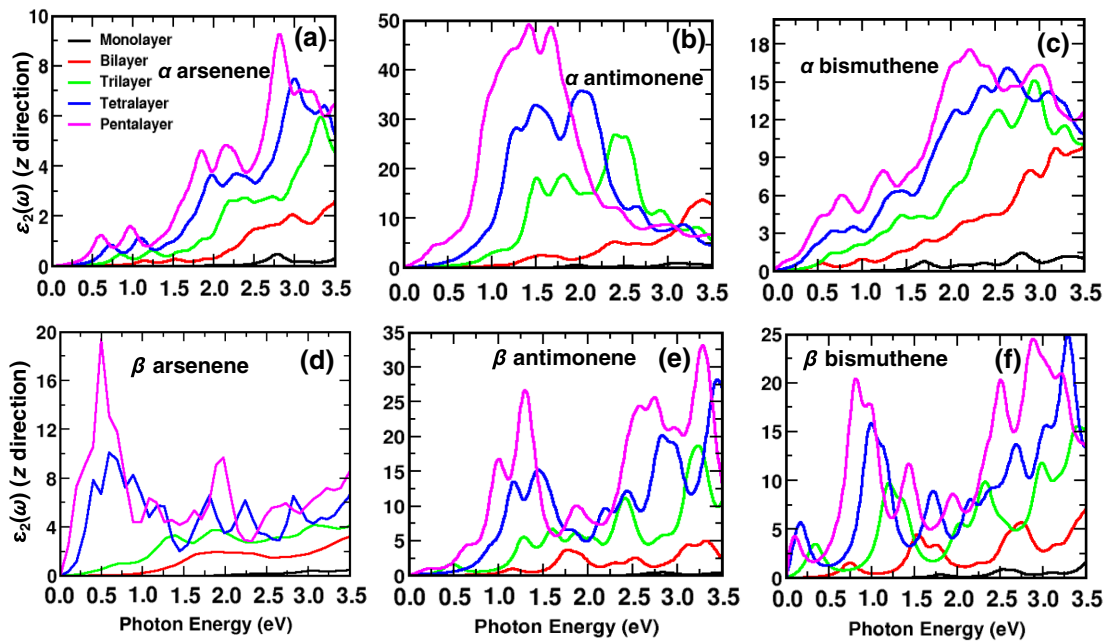 10
8
6
4
2
0
ε₂(ω) (z direction)
(a)
α arsenene
Monolayer
Bilayer
Trilayer
Tetralayer
Pentalayer
0.0 0.5 1.0 1.5 2.0 2.5 3.0 3.5
50
40
30
20
10
0
(b)
α antimonene
0.0 0.5 1.0 1.5 2.0 2.5 3.0 3.5
18
15
12
9
6
3
0
(c)
α bismuthene
0.0 0.5 1.0 1.5 2.0 2.5 3.0 3.5
20
16
12
8
4
0
ε₂(ω) (z direction)
(d)
β arsenene
0.0 0.5 1.0 1.5 2.0 2.5 3.0 3.5
Photon Energy (eV)
35
30
25
20
15
10
5
0
(e)
β antimonene
0.0 0.5 1.0 1.5 2.0 2.5 3.0 3.5
Photon Energy (eV)
25
20
15
10
5
0
(f)
β bismuthene
0.0 0.5 1.0 1.5 2.0 2.5 3.0 3.5
Photon Energy (eV)